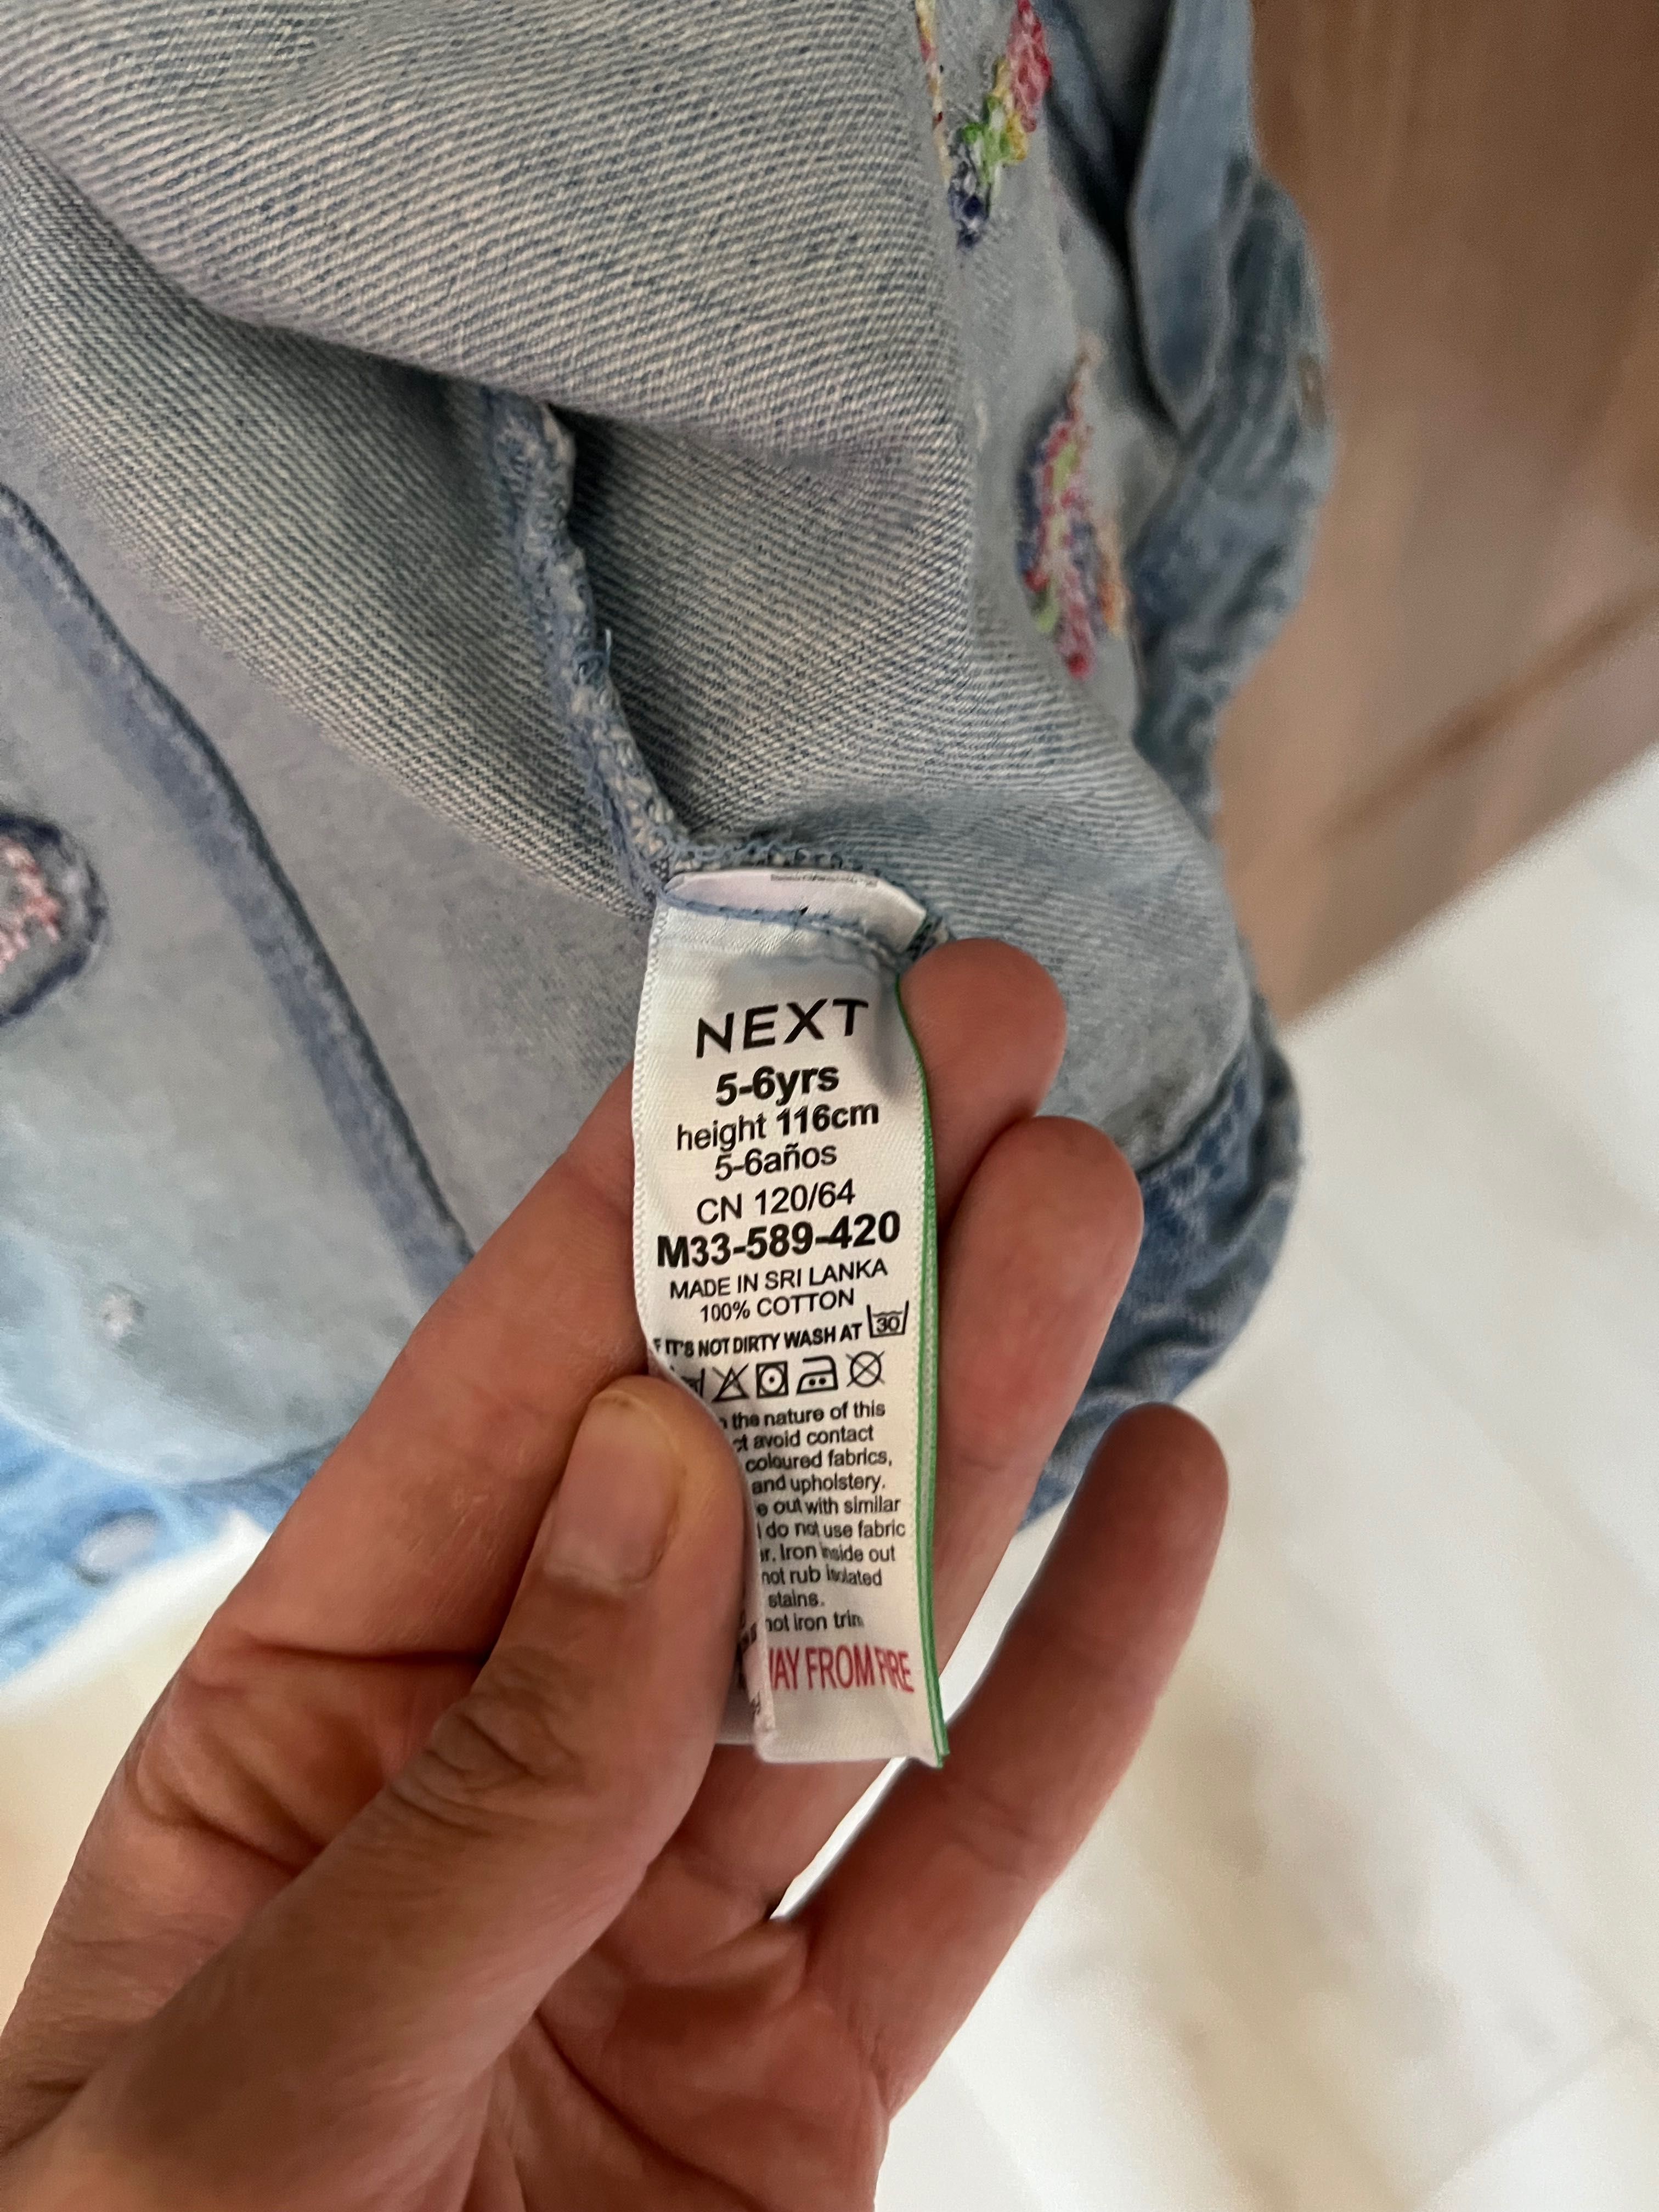 NEXT
5-6yrs
height 116cm
5-6años
CN 120/64
M33-589-420
MADE IN SRI LANKA
100% COTTON
IT'S NOT DIRTY WASH AT 30
the nature of this
avoid contact
coloured fabrics,
and upholstery.
out with similar
do not use fabric
Iron inside out
not rub isolated
stains.
not iron trim
FROM FIRE